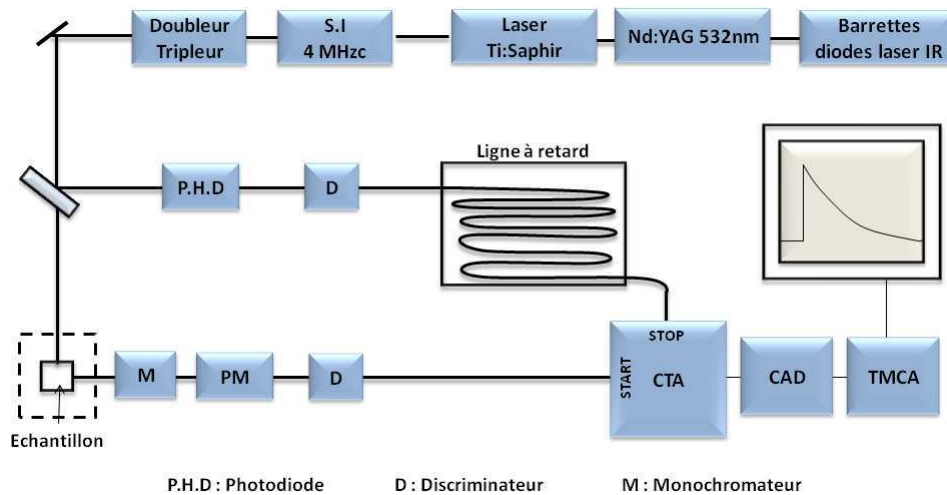 Doubleur
Tripleur
S.I
4 MHzc
Laser
Ti:Saphir
Nd:YAG 532nm
Barrettes
diodes laser IR
Ligne à retard
P.H.D
D
STOP
START
CTA
CAD
TMCA
M
PM
D
Echantillon
P.H.D : Photodiode
D : Discriminateur
M : Monochromateur